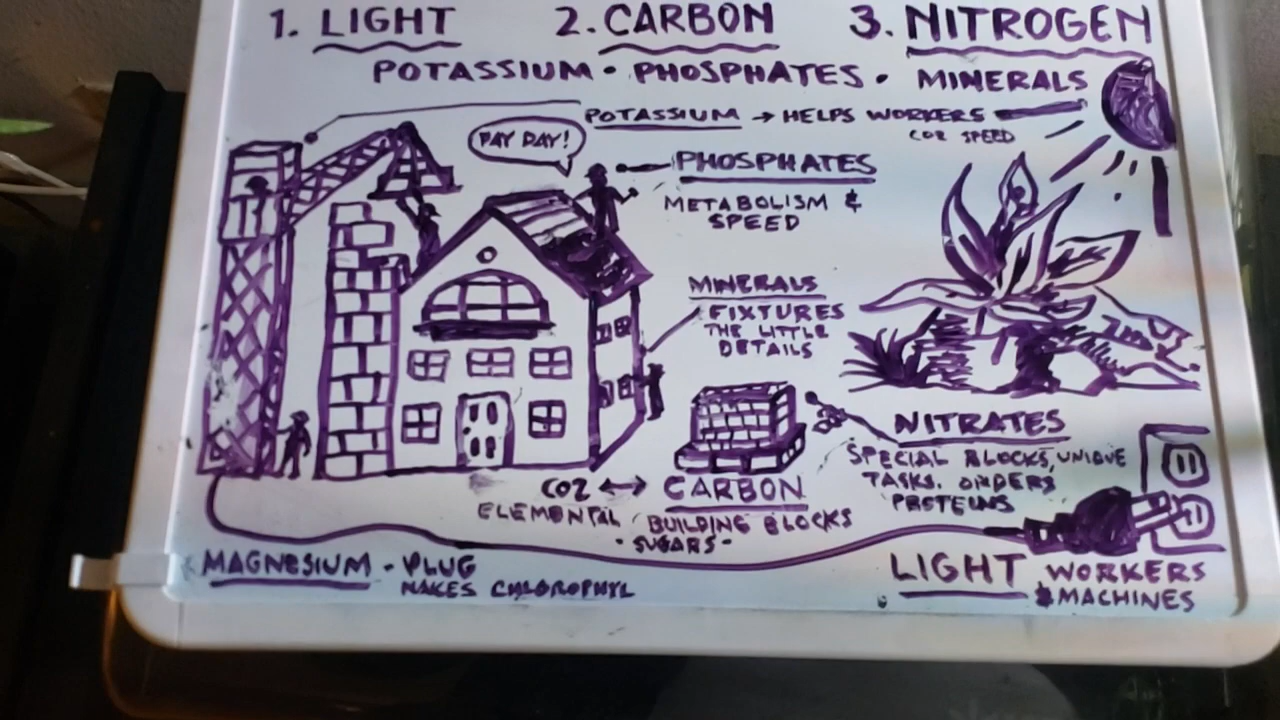 1. LIGHT 2. CARBON 3. NITROGEN
POTASSIUM · PHOSPHATES · MINERALS
POTASSIUM → HELPS WORKERS
CO2 SPEED
PAY DAY!
PHOSPHATES
METABOLISM &
SPEED
MINERALS
FIXTURES
THE LITTLE
DETAILS
NITRATES
SPECIAL BLOCKS, UNIQUE
TASKS. ORDERS
PROTEINS
CO2 ↔ CARBON
ELEMENTAL BUILDING BLOCKS
- SUGARS -
MAGNESIUM - PLUG
MAKES CHLOROPHYL
LIGHT WORKERS
& MACHINES